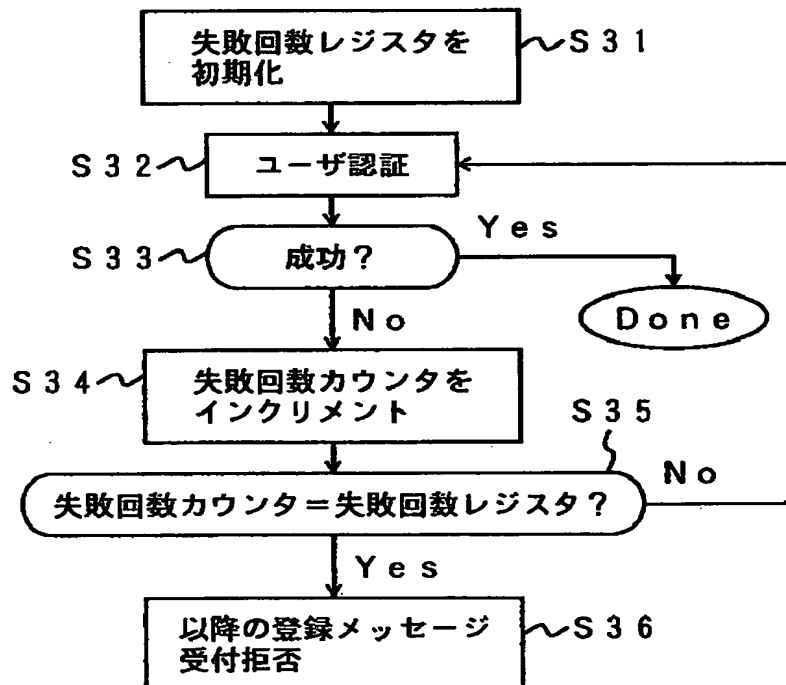 失敗回数レジスタを
初期化
S31
S32
ユーザ認証
S33
成功?
Yes
Done
No
S34
失敗回数カウンタを
インクリメント
S35
失敗回数カウンタ=失敗回数レジスタ?
No
Yes
以降の登録メッセージ
受付拒否
S36